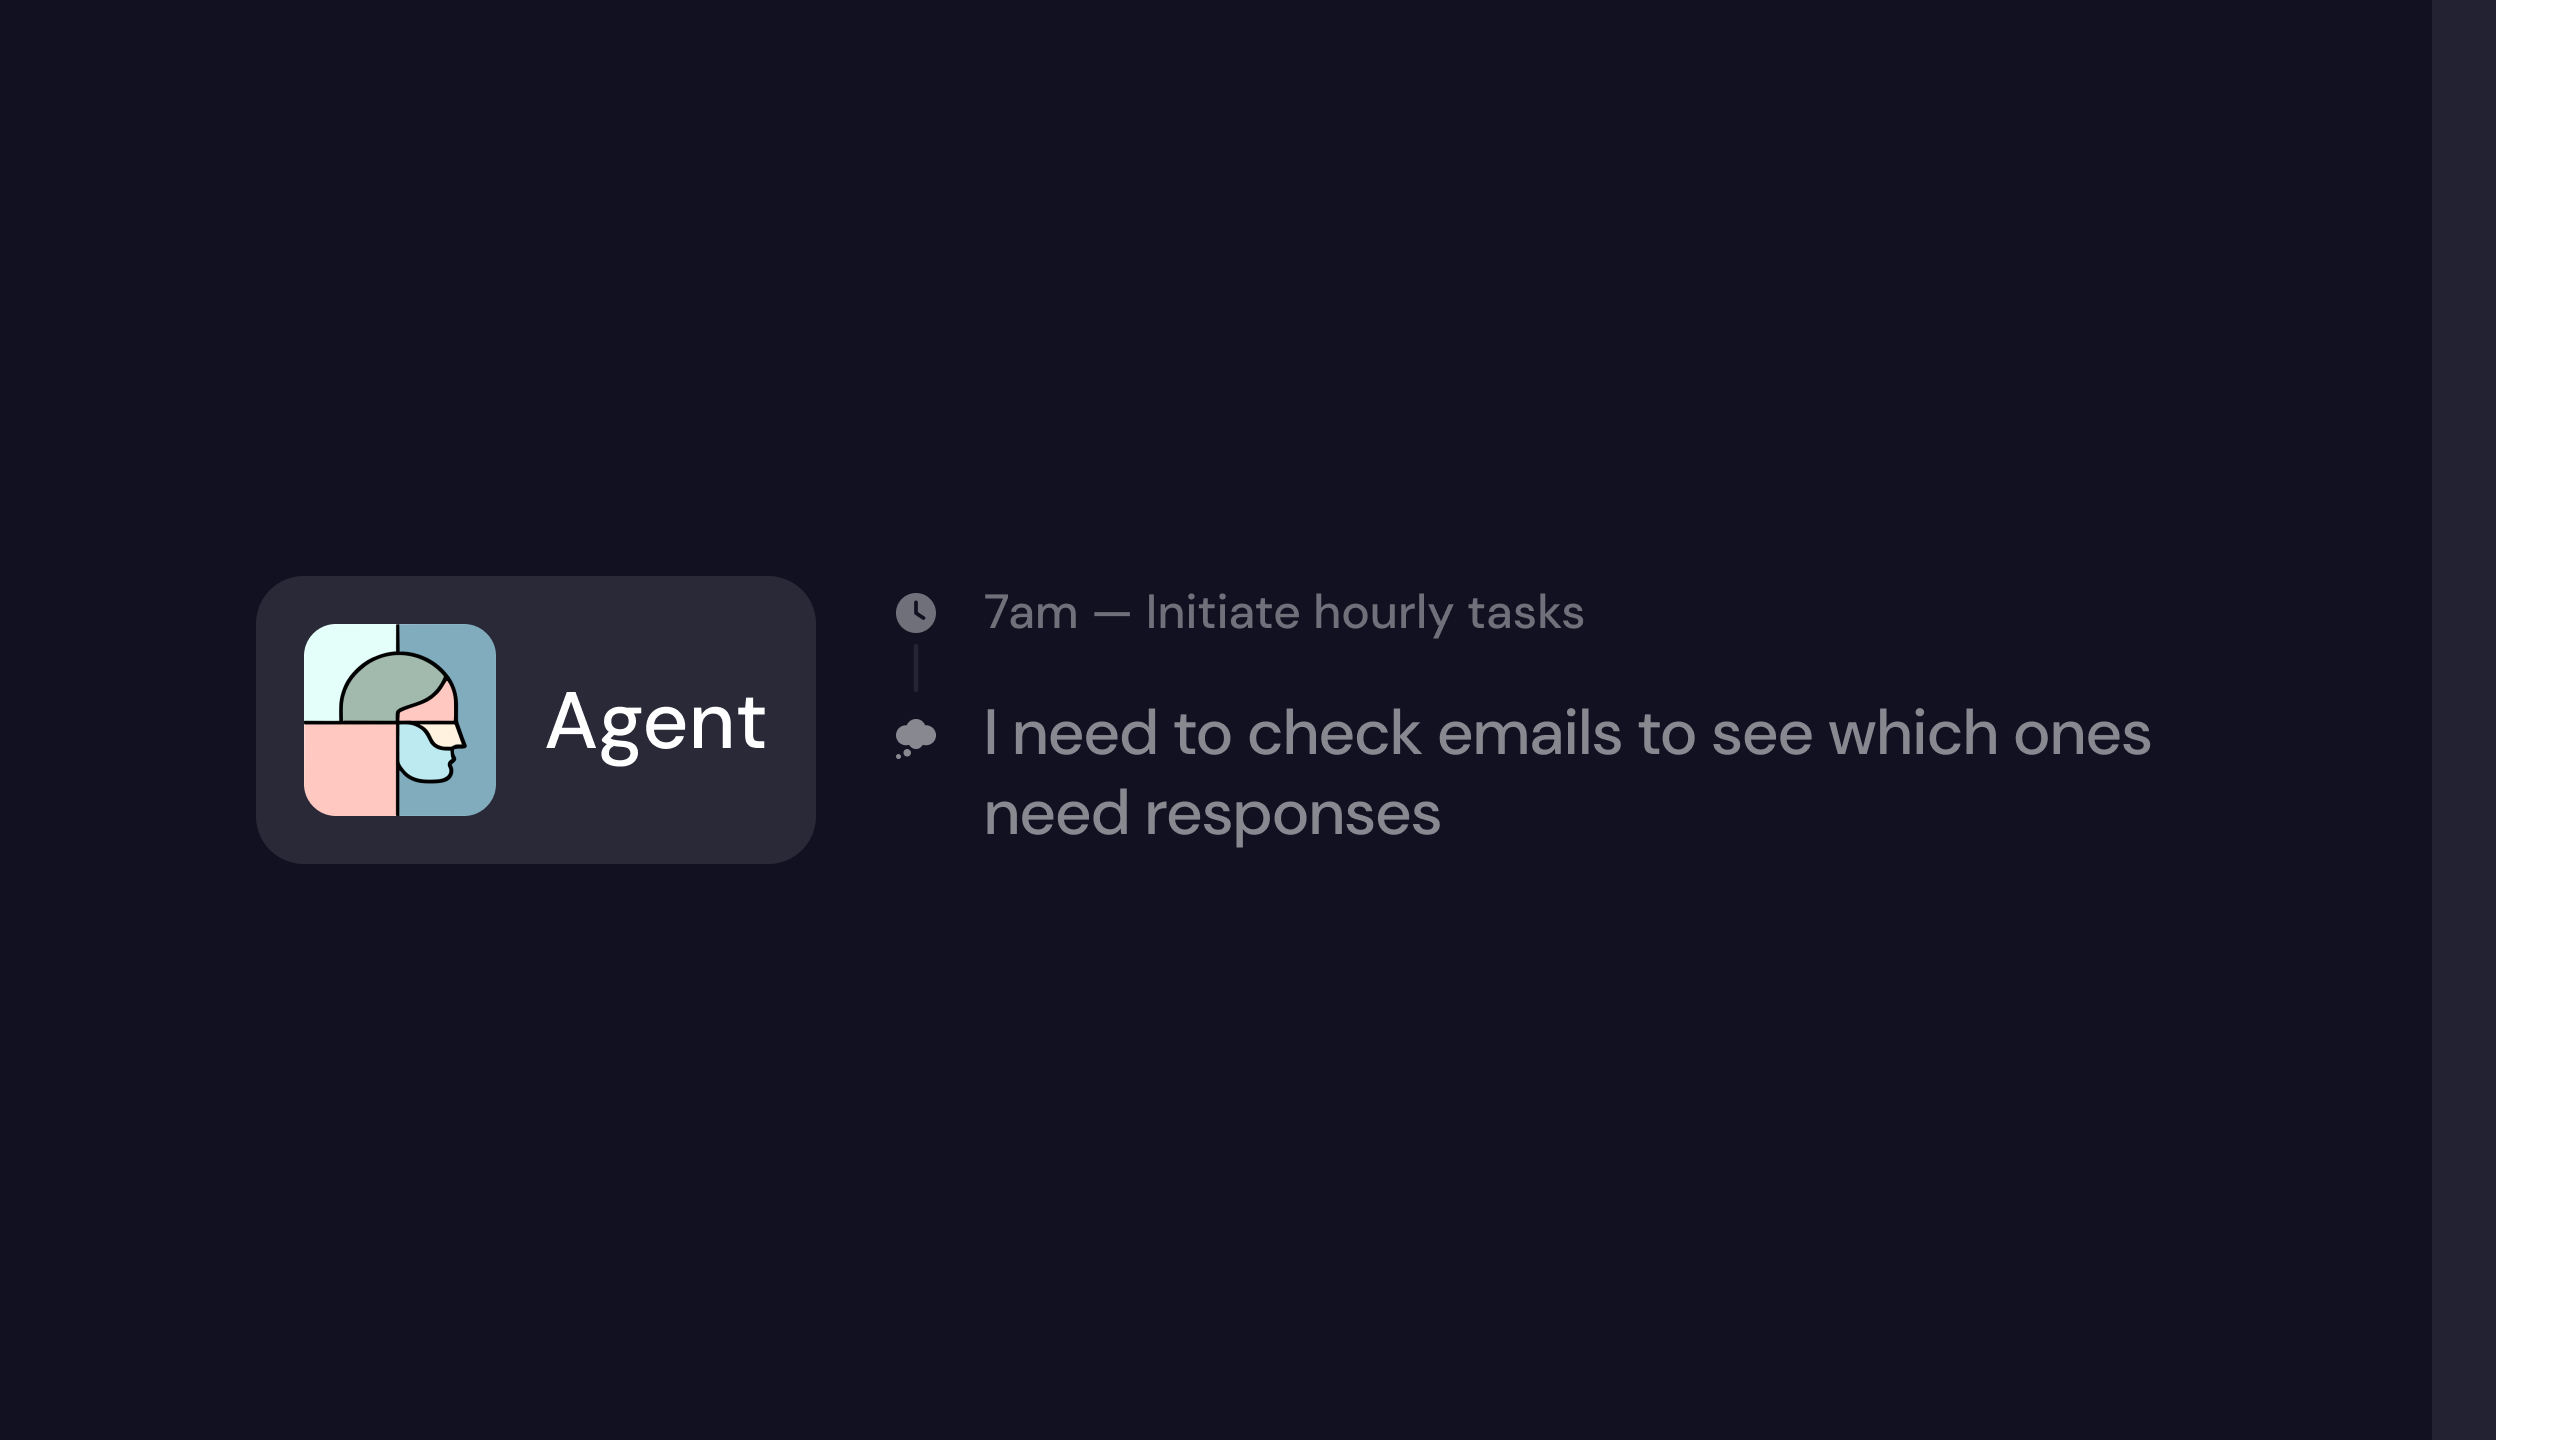 Agent
7am — Initiate hourly tasks
I need to check emails to see which ones
need responses